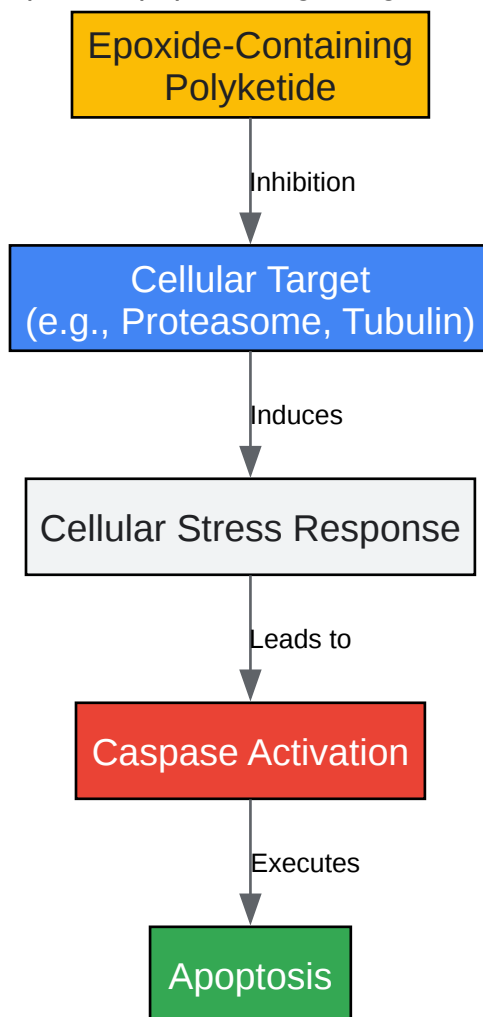 Epoxide-Containing
Polyketide
Inhibition
Cellular Target
(e.g., Proteasome, Tubulin)
Induces
Cellular Stress Response
Leads to
Caspase Activation
Executes
Apoptosis